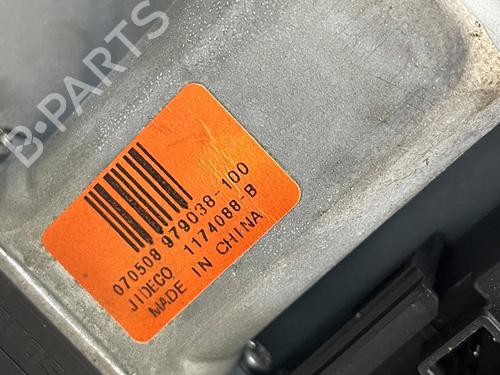 B-PARTS
070508 979038-100
JIDECO 1174088-B
MADE IN CHINA